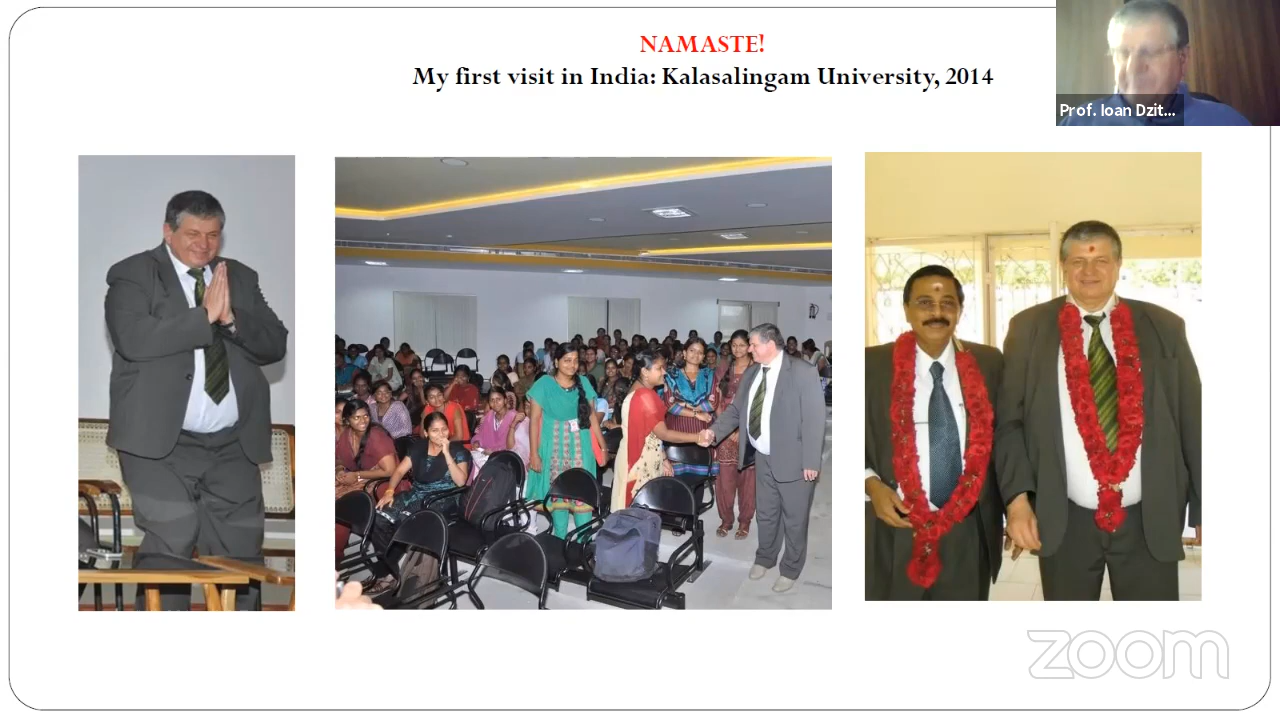 NAMASTE!
My first visit in India: Kalasalingam University, 2014
Prof. Ioan Dzit...
zoom